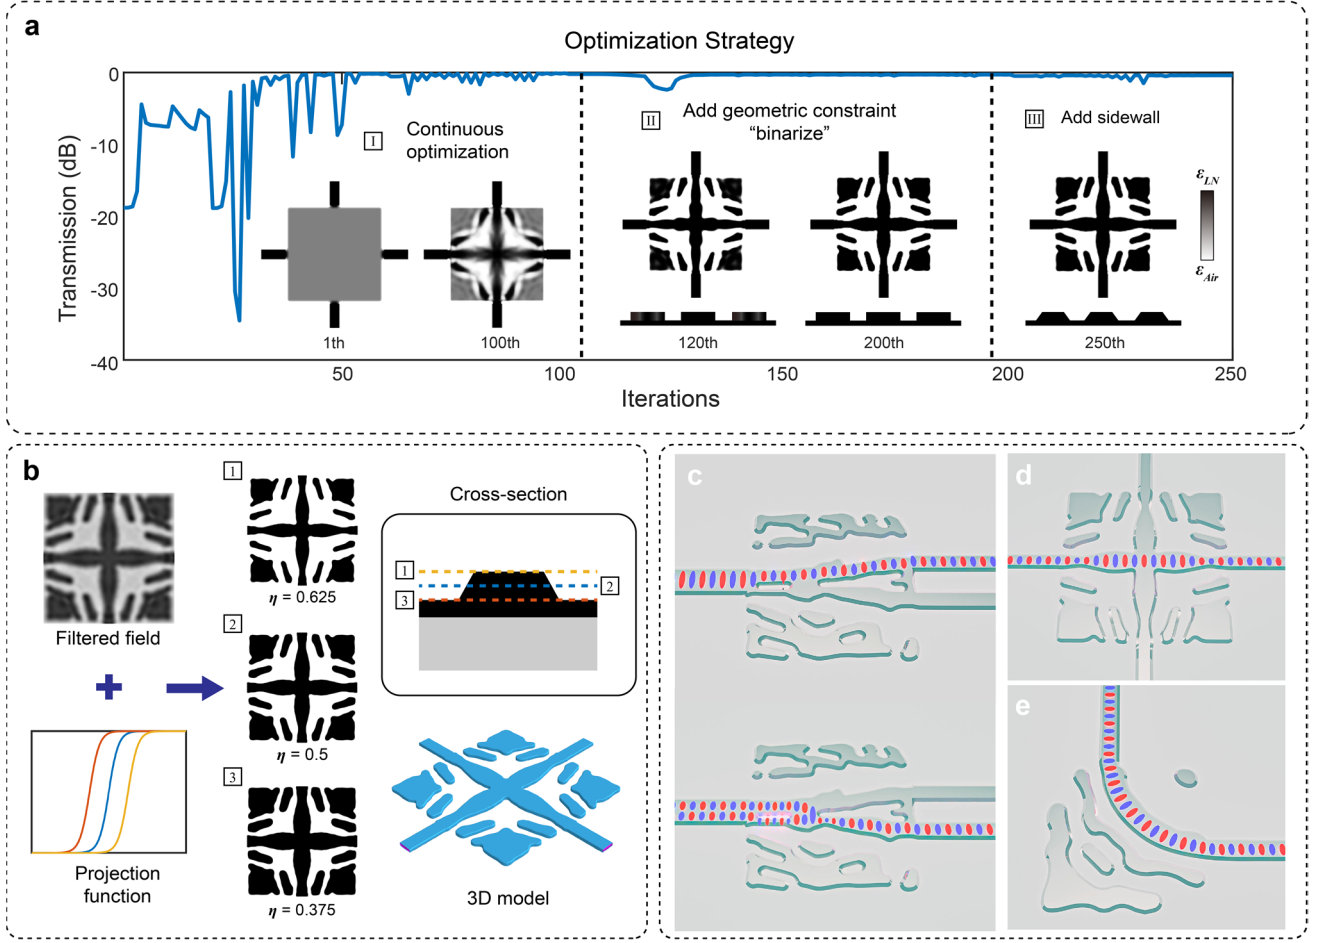 a
Optimization Strategy
Transmission (dB)
0
-10
-20
-30
-40
I
Continuous
optimization
II
Add geometric constraint
“binarize”
III
Add sidewall
εLN
εAir
1th
100th
120th
200th
250th
50
100
150
200
250
Iterations
b
Filtered field
+
Projection
function
1
η = 0.625
2
η = 0.5
3
η = 0.375
Cross-section
1
2
3
3D model
c
d
e